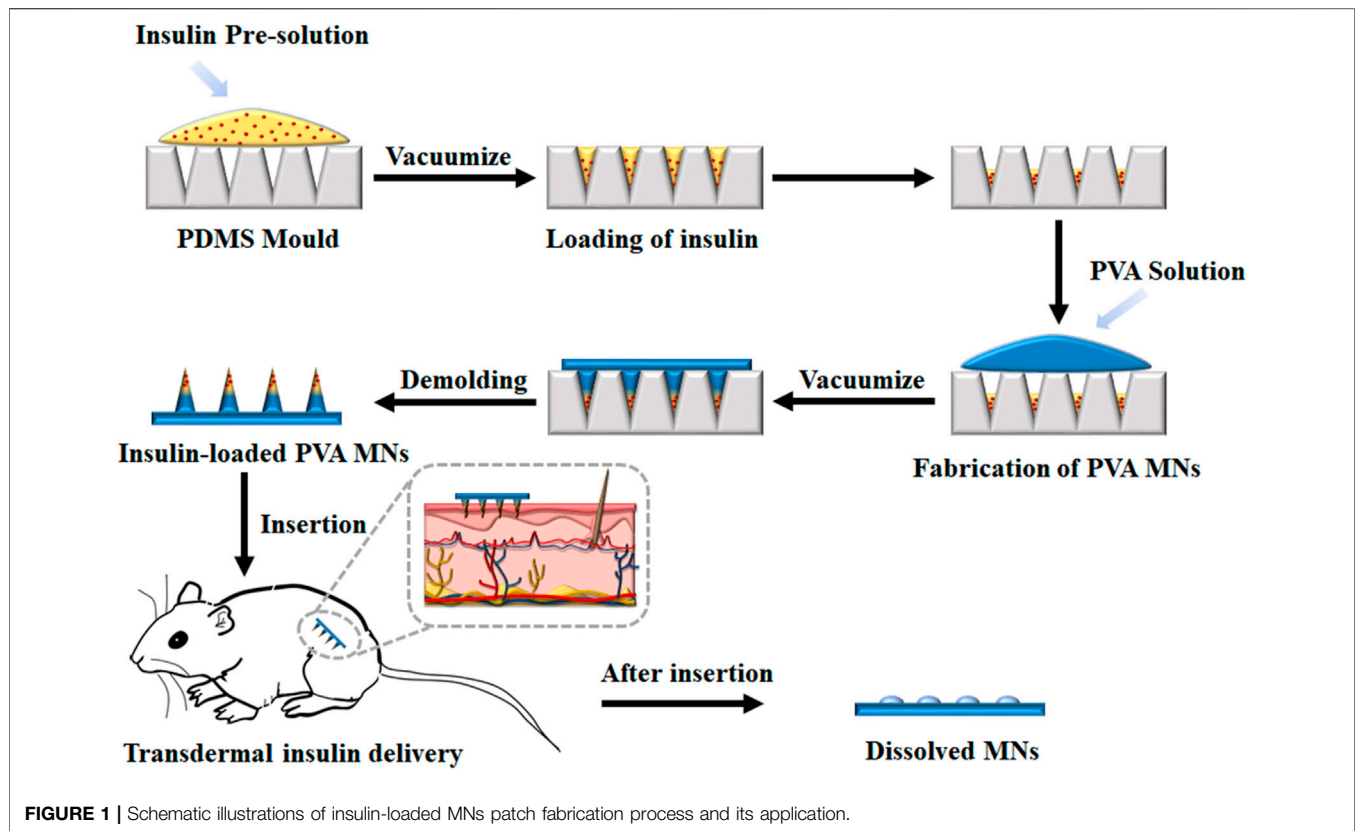 Insulin Pre-solution
Vacuumize
PDMS Mould
Loading of insulin
PVA Solution
Vacuumize
Demolding
Fabrication of PVA MNs
Insulin-loaded PVA MNs
Insertion
After insertion
Transdermal insulin delivery
Dissolved MNs
FIGURE 1 | Schematic illustrations of insulin-loaded MNs patch fabrication process and its application.